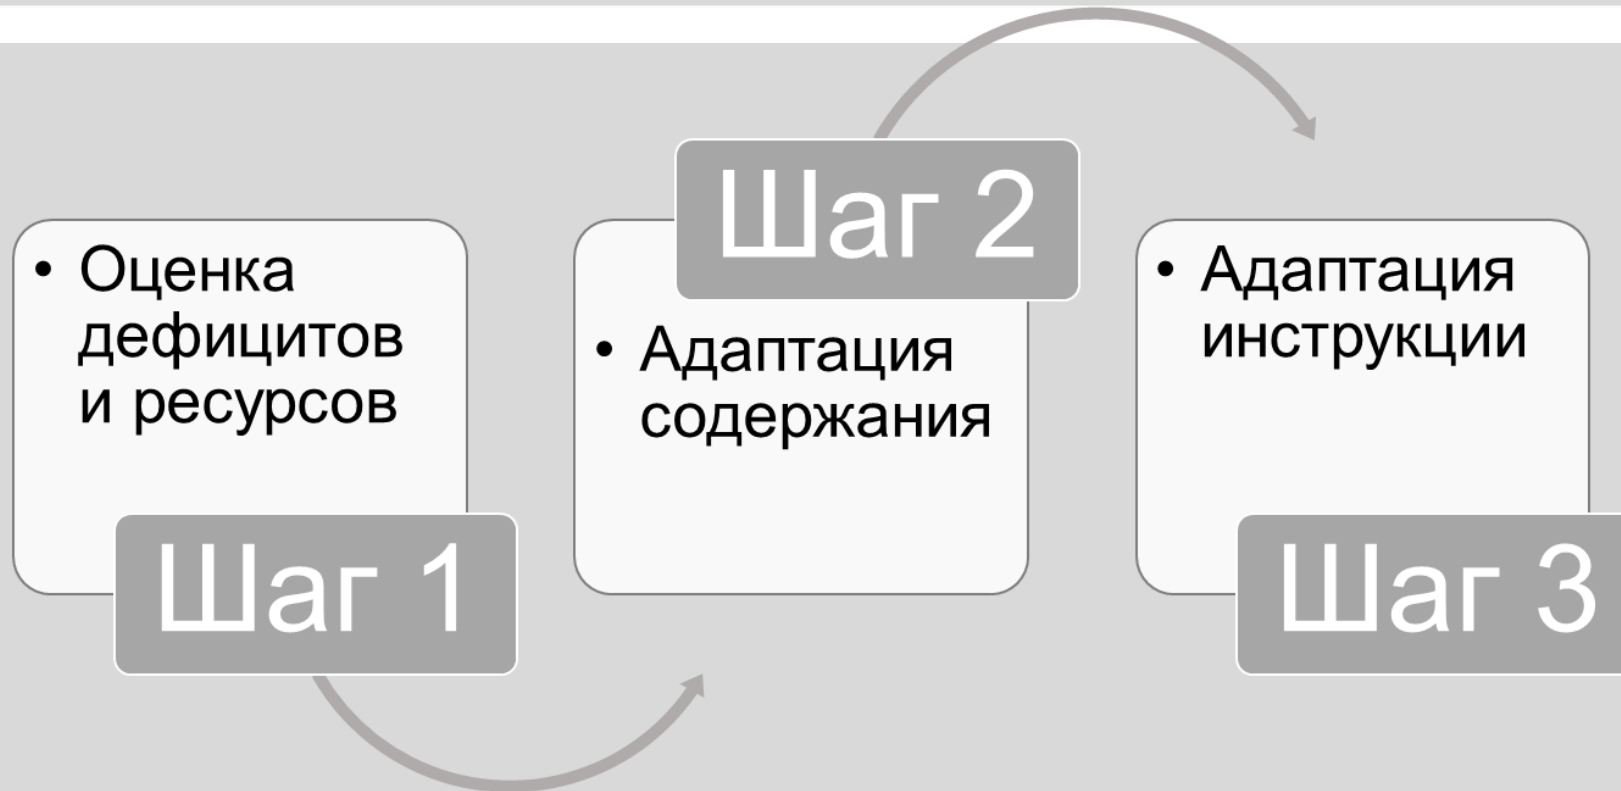 • Оценка
дефицитов
и ресурсов
Шаг 1
Шаг 2
• Адаптация
содержания
• Адаптация
инструкции
Шаг 3